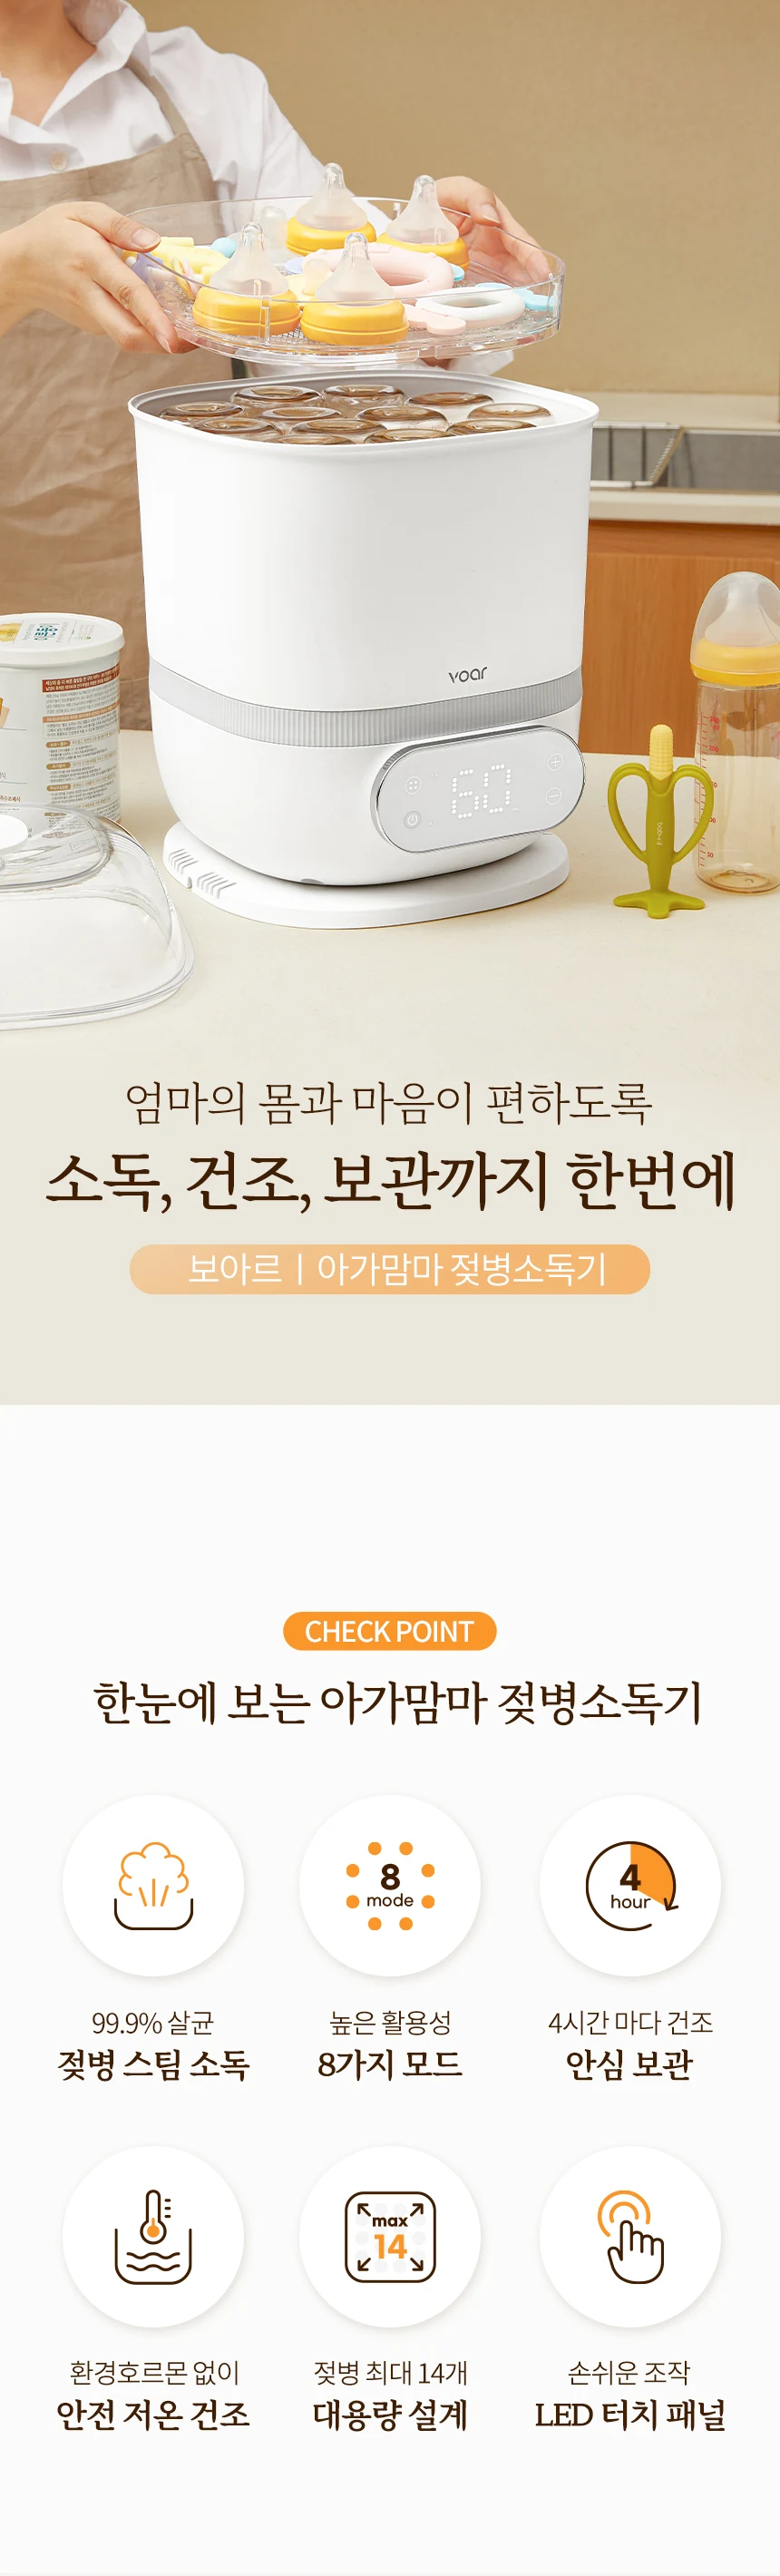 voar
60
엄마의 몸과 마음이 편하도록
소독, 건조, 보관까지 한번에
보아르 | 아가맘마 젖병소독기
CHECK POINT
한눈에 보는 아가맘마 젖병소독기
8
mode
4
hour
99.9% 살균
젖병 스팀 소독
높은 활용성
8가지 모드
4시간 마다 건조
안심 보관
max
14
환경호르몬 없이
안전 저온 건조
젖병 최대 14개
대용량 설계
손쉬운 조작
LED 터치 패널